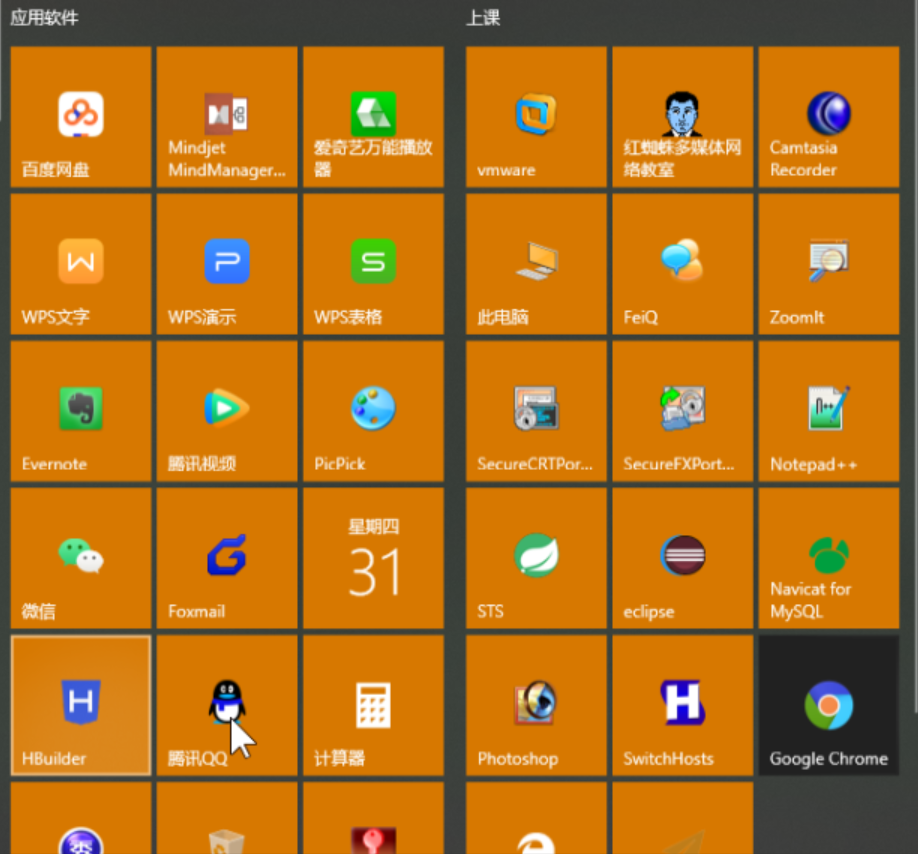 应用软件
上课
百度网盘
Mindjet
MindManager...
爱奇艺万能播放
器
vmware
红蜘蛛多媒体网
络教室
Camtasia
Recorder
WPS文字
WPS演示
WPS表格
此电脑
FeiQ
ZoomIt
Evernote
腾讯视频
PicPick
SecureCRTPor...
SecureFXPort...
Notepad++
微信
Foxmail
星期四
31
STS
eclipse
Navicat for
MySQL
HBuilder
腾讯QQ
计算器
Photoshop
SwitchHosts
Google Chrome